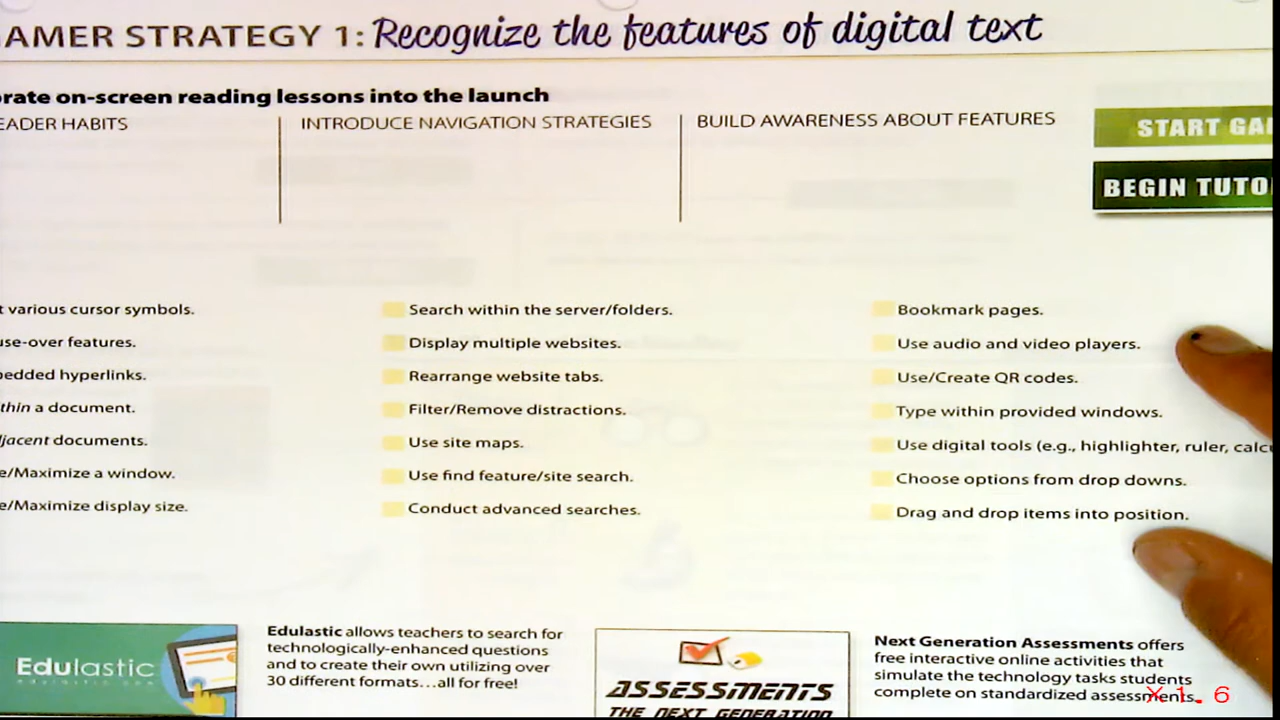 AMER STRATEGY 1: Recognize the features of digital text
rate on-screen reading lessons into the launch
EADER HABITS
INTRODUCE NAVIGATION STRATEGIES
BUILD AWARENESS ABOUT FEATURES
START GA
BEGIN TUTO
various cursor symbols.
se-over features.
edded hyperlinks.
thin a document.
jacent documents.
e/Maximize a window.
e/Maximize display size.
Search within the server/folders.
Display multiple websites.
Rearrange website tabs.
Filter/Remove distractions.
Use site maps.
Use find feature/site search.
Conduct advanced searches.
Bookmark pages.
Use audio and video players.
Use/Create QR codes.
Type within provided windows.
Use digital tools (e.g., highlighter, ruler, calc
Choose options from drop downs.
Drag and drop items into position.
Edulastic
Edulastic allows teachers to search for
technologically-enhanced questions
and to create their own utilizing over
30 different formats...all for free!
ASSESSMENTS
THE NEXT GENERATION
Next Generation Assessments offers
free interactive online activities that
simulate the technology tasks students
complete on standardized assessments.
X1.6